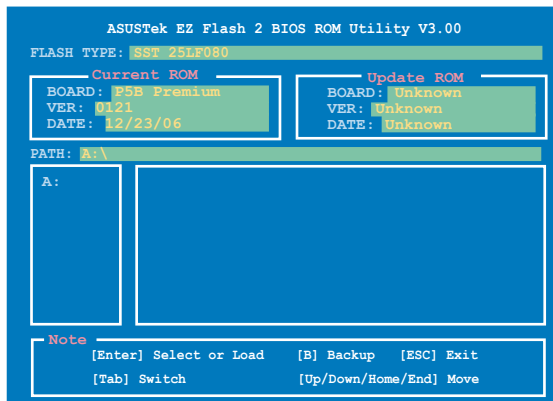 ASUSTek EZ Flash 2 BIOS ROM Utility V3.00
FLASH TYPE: SST 25LF080
Current ROM
BOARD: P5B Premium
VER: 0121
DATE: 12/23/06
Update ROM
BOARD: Unknown
VER: Unknown
DATE: Unknown
PATH: A:\
A:
Note
[Enter] Select or Load [B] Backup [ESC] Exit
[Tab] Switch [Up/Down/Home/End] Move